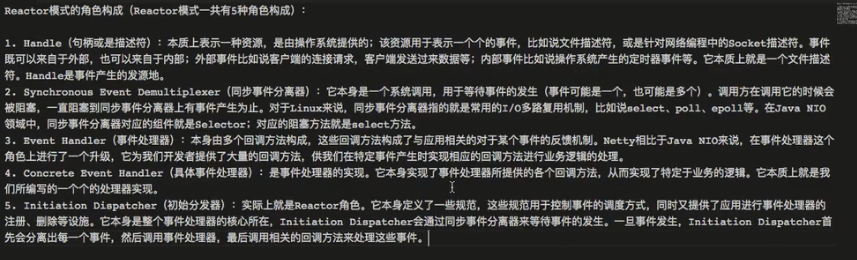 Reactor模式的角色构成（Reactor模式一共有5种角色构成）：
1. Handle（句柄或是描述符）：本质上表示一种资源，是由操作系统提供的；该资源用于表示一个个的事件，比如说文件描述符，或是针对网络编程中的Socket描述符。事件
既可以来自于外部，也可以来自于内部；外部事件比如说客户端的连接请求，客户端发送过来数据等；内部事件比如说操作系统产生的定时器事件等。它本质上就是一个文件描述
符。Handle是事件产生的发源地。
2. Synchronous Event Demultiplexer（同步事件分离器）：它本身是一个系统调用，用于等待事件的发生（事件可能是一个，也可能是多个）。调用方在调用它的时候会
被阻塞，一直阻塞到同步事件分离器上有事件产生为止。对于Linux来说，同步事件分离器指的就是常用的I/O多路复用机制，比如说select、poll、epoll等。在Java NIO
领域中，同步事件分离器对应的组件就是Selector；对应的阻塞方法就是select方法。
3. Event Handler（事件处理器）：本身由多个回调方法构成，这些回调方法构成了与应用相关的对于某个事件的反馈机制。Netty相比于Java NIO来说，在事件处理器这个
角色上进行了一个升级，它为我们开发者提供了大量的回调方法，供我们在特定事件产生时实现相应的回调方法进行业务逻辑的处理。
4. Concrete Event Handler（具体事件处理器）：是事件处理器的实现。它本身实现了事件处理器所提供的各个回调方法，从而实现了特定于业务的逻辑。它本质上就是我
们所编写的一个个的处理器实现。
5. Initiation Dispatcher（初始分发器）：实际上就是Reactor角色。它本身定义了一些规范，这些规范用于控制事件的调度方式，同时又提供了应用进行事件处理器的
注册、删除等设施。它本身是整个事件处理器的核心所在，Initiation Dispatcher会通过同步事件分离器来等待事件的发生。一旦事件发生，Initiation Dispatcher首
先会分离出每一个事件，然后调用事件处理器，最后调用相关的回调方法来处理这些事件。